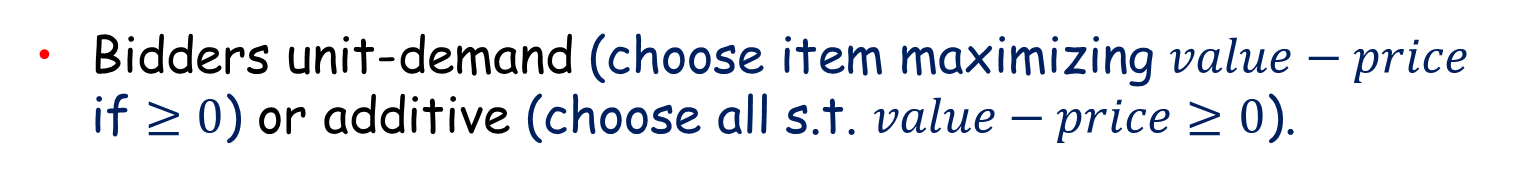 • Bidders unit-demand (choose item maximizing value − price
if ≥ 0) or additive (choose all s.t. value − price ≥ 0).